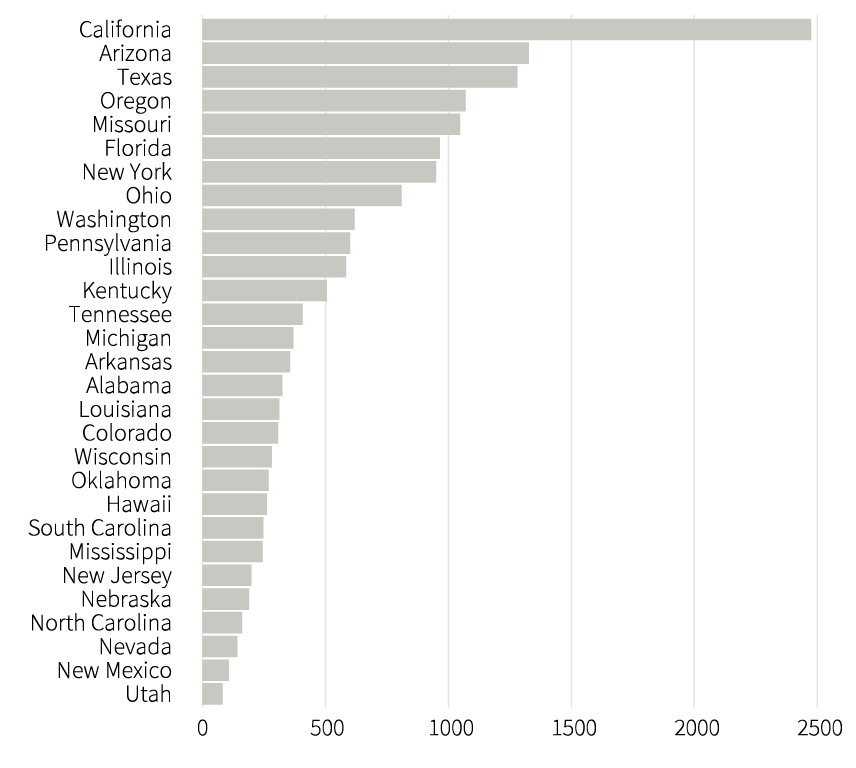 California
Arizona
Texas
Oregon
Missouri
Florida
New York
Ohio
Washington
Pennsylvania
Illinois
Kentucky
Tennessee
Michigan
Arkansas
Alabama
Louisiana
Colorado
Wisconsin
Oklahoma
Hawaii
South Carolina
Mississippi
New Jersey
Nebraska
North Carolina
Nevada
New Mexico
Utah
0 500 1000 1500 2000 2500